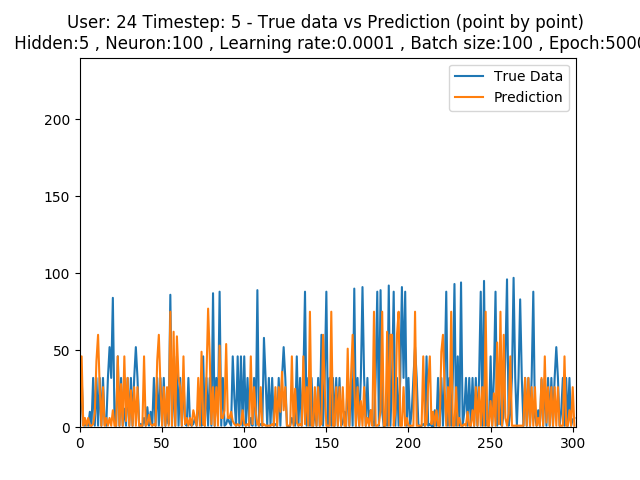 User: 24 Timestep: 5 - True data vs Prediction (point by point)
Hidden:5 , Neuron:100 , Learning rate:0.0001 , Batch size:100 , Epoch:5000
True Data
Prediction
200
150
100
50
0
0 50 100 150 200 250 300